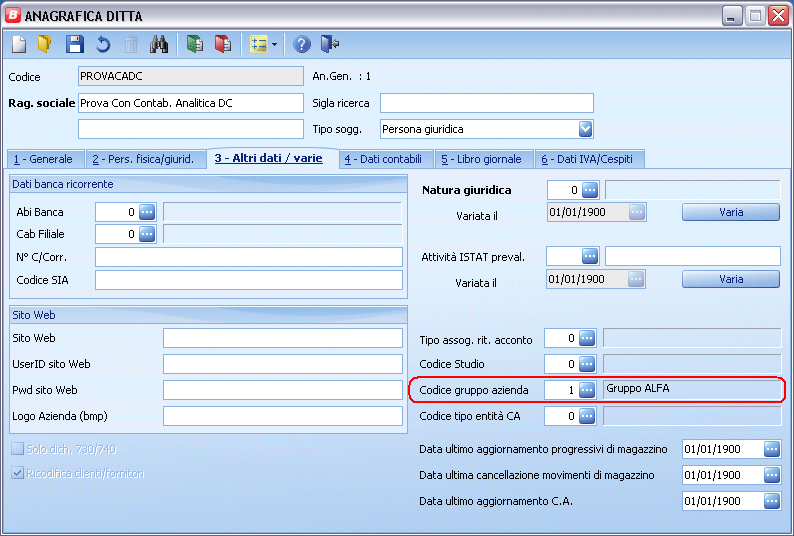 B ANAGRAFICA DITTA
Codice PROVACADC An.Gen. : 1
Rag. sociale Prova Con Contab. Analitica DC Sigla ricerca
Tipo sogg. Persona giuridica
1 - Generale 2 - Pers. fisica/giurid. 3 - Altri dati / varie 4 - Dati contabili 5 - Libro giornale 6 - Dati IVA/Cespiti
Dati banca ricorrente
Abi Banca 0
Cab Filiale 0
N° C/Corr.
Codice SIA
Sito Web
Sito Web
UserID sito Web
Pwd sito Web
Logo Azienda (bmp)
Solo dich. 730/740
Ricodifica clienti/fornitori
Natura giuridica 0
Variata il 01/01/1900 Varia
Attività ISTAT preval.
Variata il 01/01/1900 Varia
Tipo assog. rit. acconto 0
Codice Studio 0
Codice gruppo azienda 1 Gruppo ALFA
Codice tipo entità CA 0
Data ultimo aggiornamento progressivi di magazzino 01/01/1900
Data ultima cancellazione movimenti di magazzino 01/01/1900
Data ultimo aggiornamento C.A. 01/01/1900